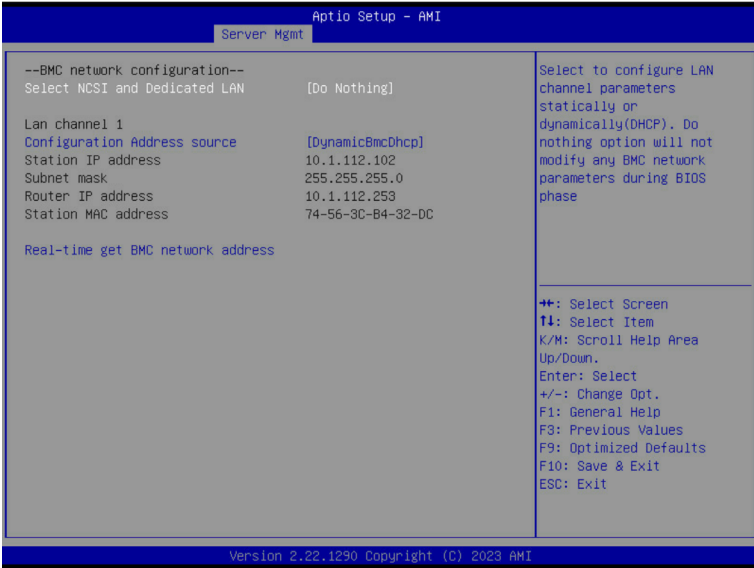 Aptio Setup – AMI
Server Mgmt
--BMC network configuration--
Select NCSI and Dedicated LAN [Do Nothing]
Lan channel 1
Configuration Address source [DynamicBmcDhcp]
Station IP address 10.1.112.102
Subnet mask 255.255.255.0
Router IP address 10.1.112.253
Station MAC address 74-56-3C-B4-32-DC
Real-time get BMC network address
Select to configure LAN
channel parameters
statically or
dynamically(DHCP). Do
nothing option will not
modify any BMC network
parameters during BIOS
phase
→←: Select Screen
↑↓: Select Item
K/M: Scroll Help Area
Up/Down.
Enter: Select
+/-: Change Opt.
F1: General Help
F3: Previous Values
F9: Optimized Defaults
F10: Save & Exit
ESC: Exit
Version 2.22.1290 Copyright (C) 2023 AMI